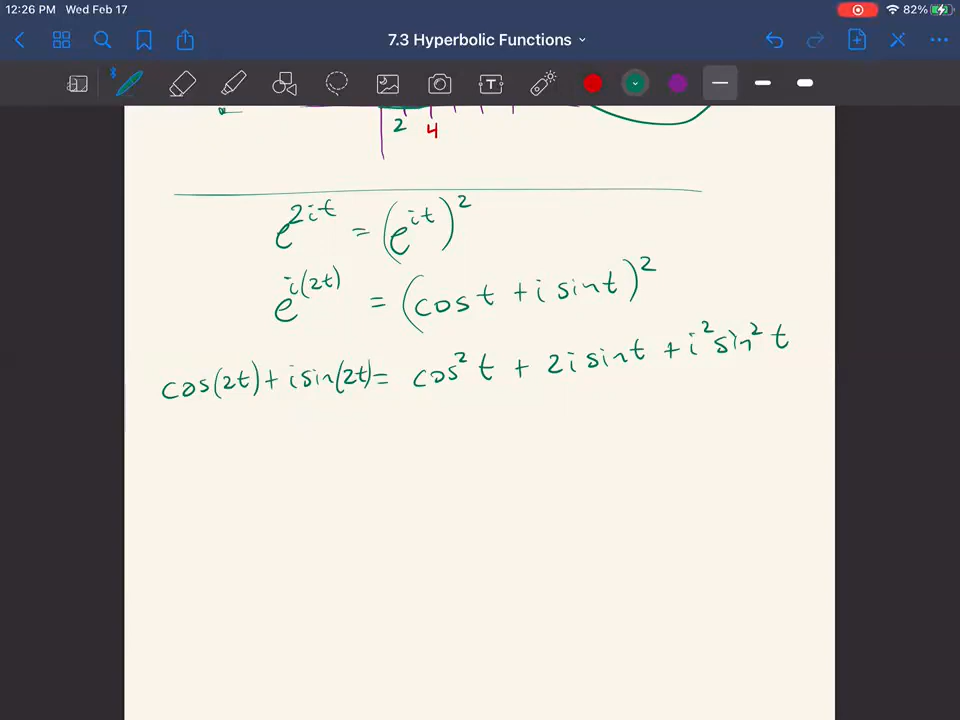 12:26 PM Wed Feb 17
82%
7.3 Hyperbolic Functions
T
2
4
e^{2it} = (e^{it})^2
e^{i(2t)} = (cos t + i sin t)^2
cos(2t) + i sin(2t) = cos^2 t + 2i sin t + i^2 sin^2 t